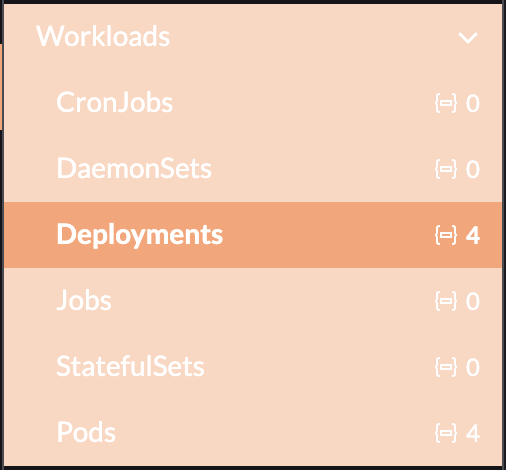 Workloads
CronJobs 0
DaemonSets 0
Deployments 4
Jobs 0
StatefulSets 0
Pods 4